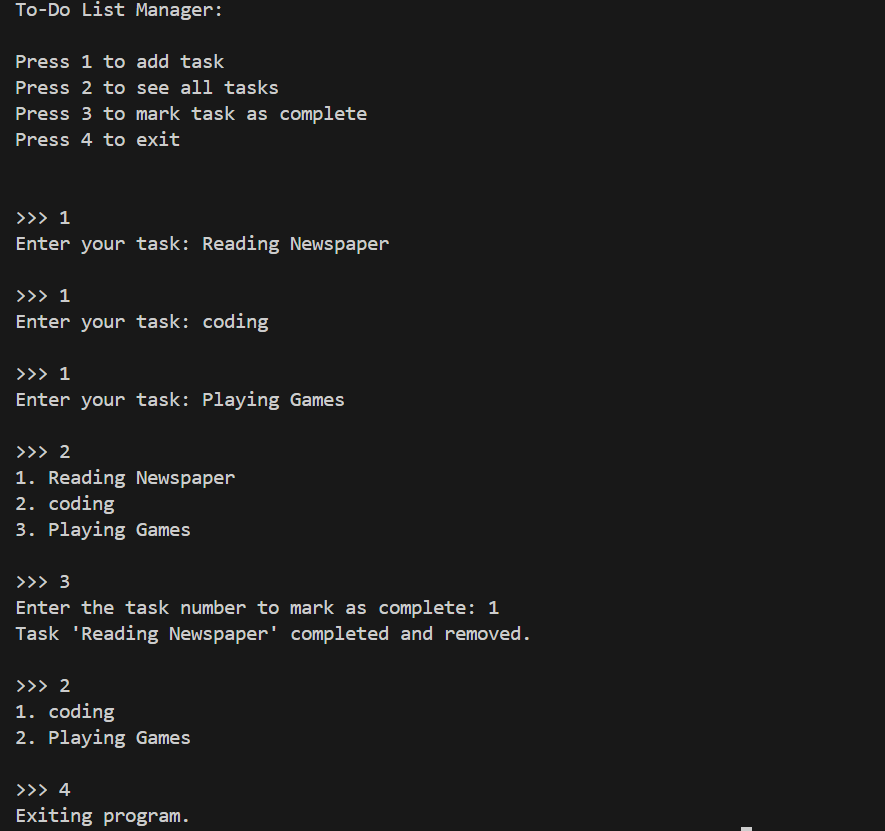 To-Do List Manager:
Press 1 to add task
Press 2 to see all tasks
Press 3 to mark task as complete
Press 4 to exit
>>> 1
Enter your task: Reading Newspaper
>>> 1
Enter your task: coding
>>> 1
Enter your task: Playing Games
>>> 2
1. Reading Newspaper
2. coding
3. Playing Games
>>> 3
Enter the task number to mark as complete: 1
Task 'Reading Newspaper' completed and removed.
>>> 2
1. coding
2. Playing Games
>>> 4
Exiting program.